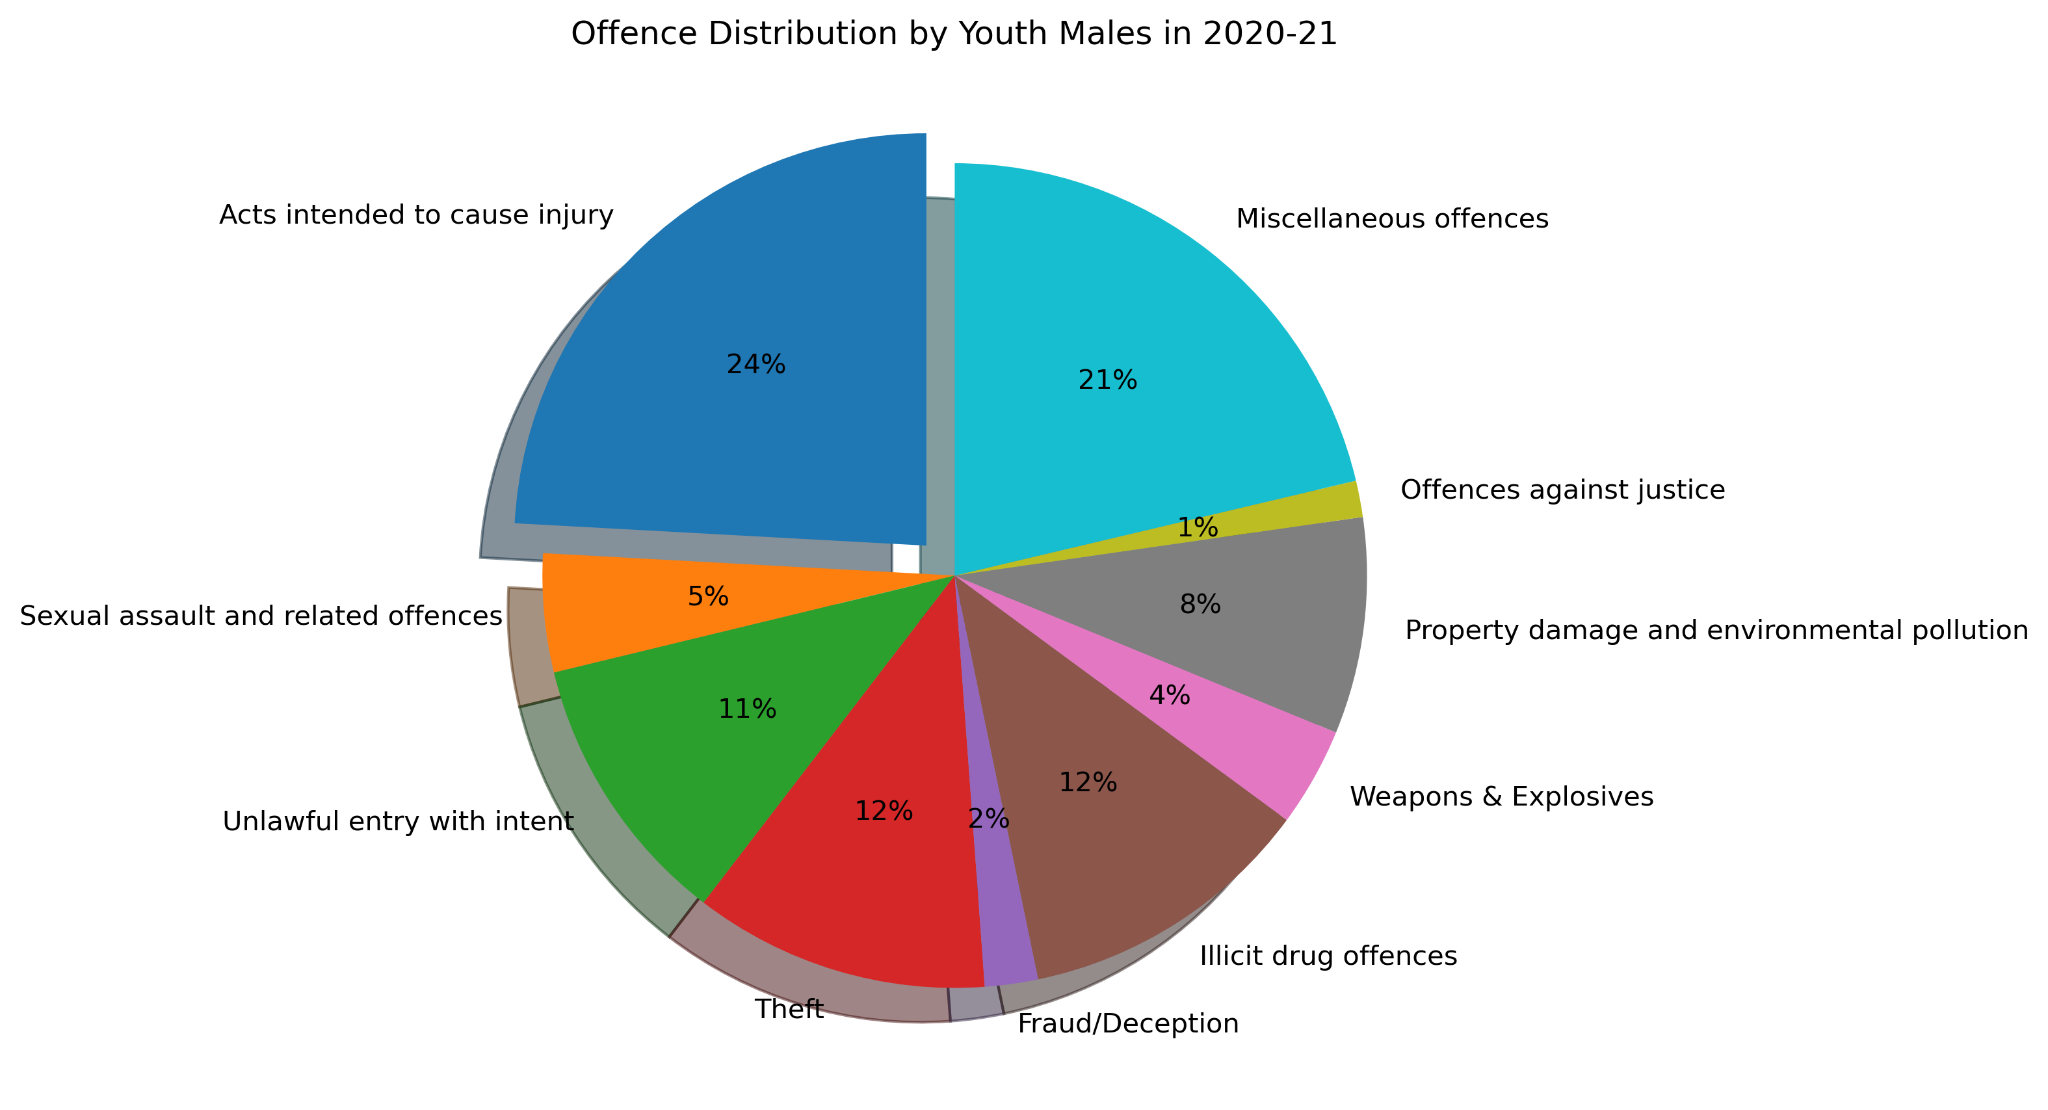 Offence Distribution by Youth Males in 2020-21
Acts intended to cause injury
24%
Miscellaneous offences
21%
Offences against justice
1%
Sexual assault and related offences
5%
8%
Property damage and environmental pollution
4%
Weapons & Explosives
11%
Unlawful entry with intent
12%
Theft
2%
Fraud/Deception
12%
Illicit drug offences